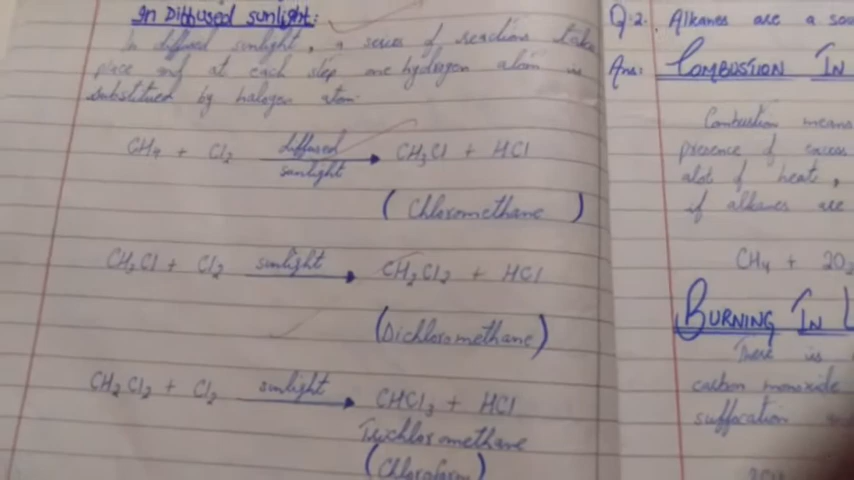 In Diffused sunlight:
In diffused sunlight, a series of reactions take
place and at each step one hydrogen atom is
substituted by halogen atom.
CH4 + Cl2 diffused sunlight → CH3Cl + HCl
(Chloromethane)
CH3Cl + Cl2 sunlight → CH2Cl2 + HCl
(Dichloromethane)
CH2Cl2 + Cl2 sunlight → CHCl3 + HCl
Trichloromethane
(Chloroform)
Q.2. Alkanes are a
Ans: COMBUSTION IN
Combustion means
presence of excess
alot of heat,
if alkanes are
CH4 + 2O2
BURNING IN
There is
carbon monoxide
suffocation